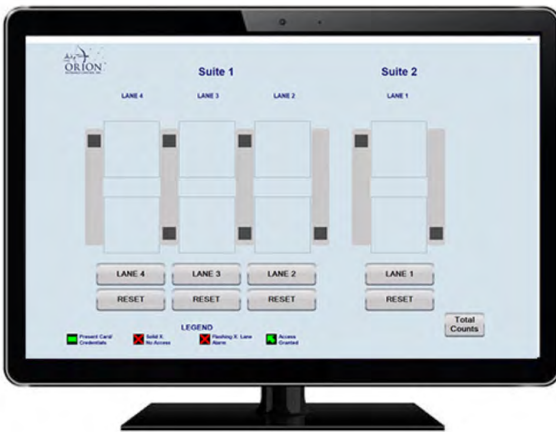 ORION
Suite 1
Suite 2
LANE 4
LANE 3
LANE 2
LANE 1
LANE 4
LANE 3
LANE 2
LANE 1
RESET
RESET
RESET
RESET
Total
Counts
LEGEND
Present Card/
Credentials
Solid X:
No Access
Flashing X: Lane
Alarm
Access
Granted